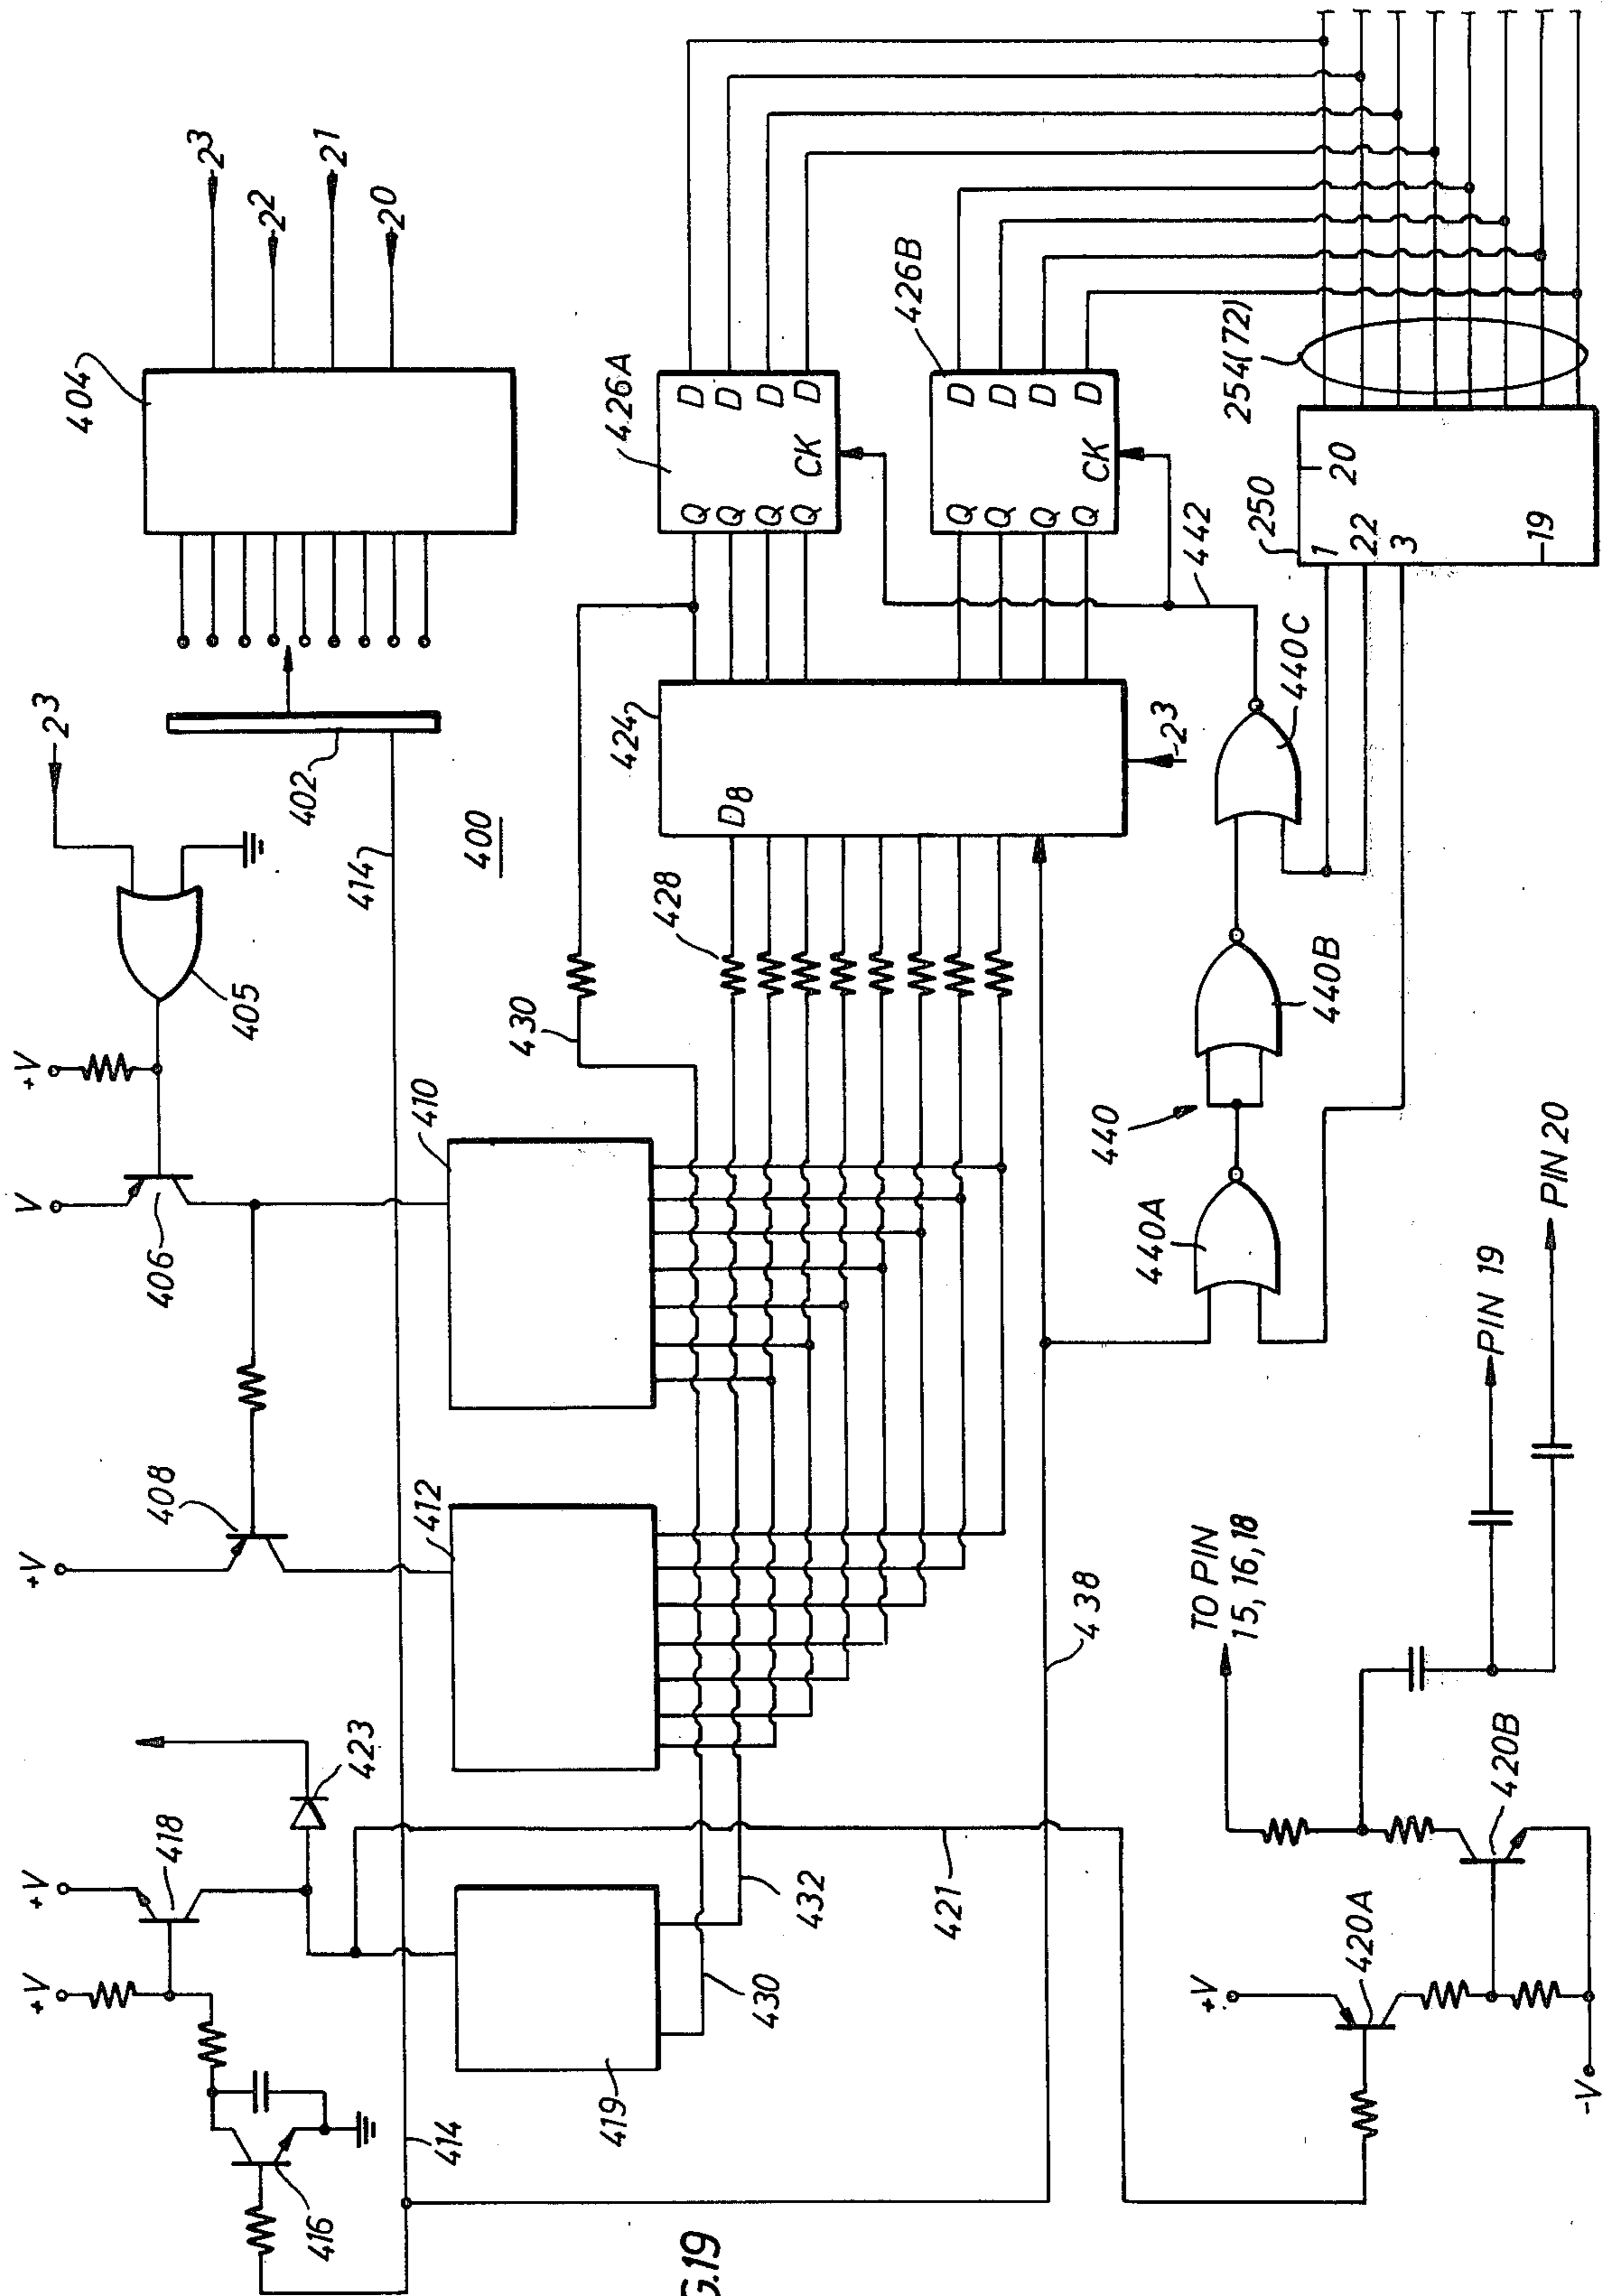 +V
+V
418
423
416
414
419
430
432
421
+V
408
412
V
406
+V
405
2³
410
402
414
400
404
2³
2²
2¹
2⁰
430
428
424
D8
2³
426A
Q D
Q D
Q D
Q D
CK
426B
Q D
Q D
Q D
Q D
CK
442
438
440
440A
440B
440C
250
1
22
3
20
19
254(72)
+V
420A
-V
420B
TO PIN
15, 16, 18
PIN 19
PIN 20
G.19